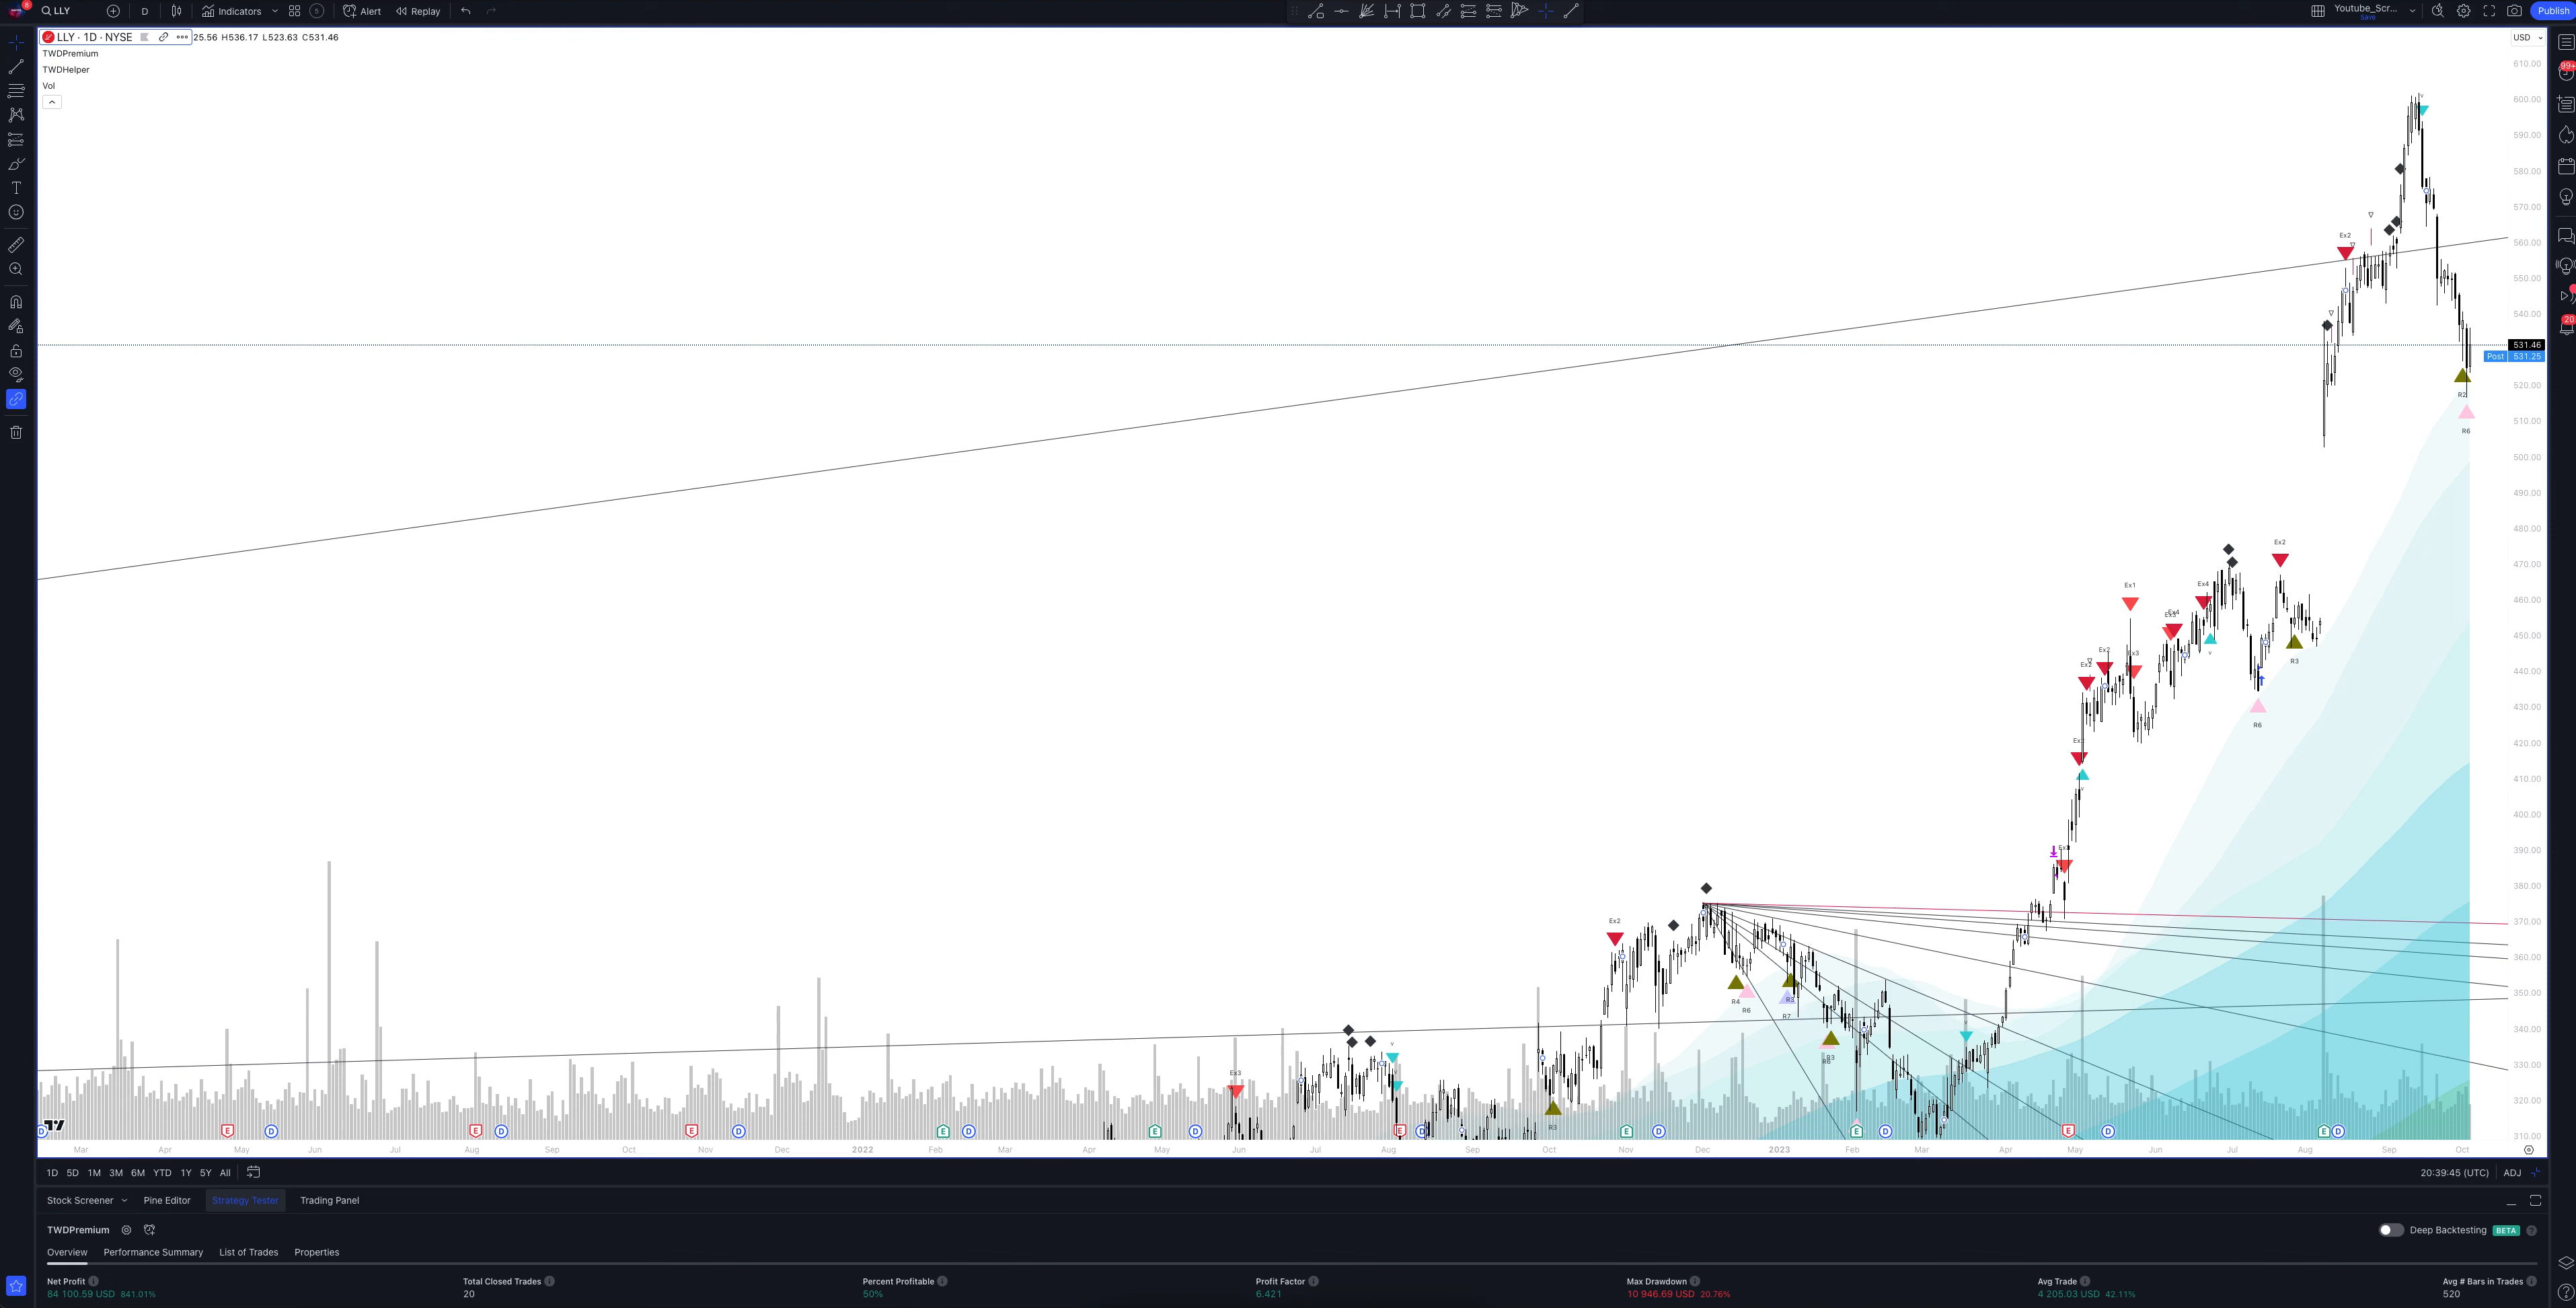 LLY D Indicators Alert Replay Youtube_Scr... Save Publish
LLY · 1D · NYSE 25.56 H536.17 L523.63 C531.46 USD
TWDPremium
TWDHelper
Vol
610.00
600.00
590.00
580.00
570.00
560.00
550.00
540.00
531.46
Post 531.25
520.00
510.00
500.00
490.00
480.00
470.00
460.00
450.00
440.00
430.00
420.00
410.00
400.00
390.00
380.00
370.00
360.00
350.00
340.00
330.00
320.00
310.00
99+
20
v
Ex2
R2
R6
Ex2
Ex1
Ex4
Ex4
Ex2
Ex2
Ex3
v
R3
R6
Ex2
R4
R6
R3
R7
R3
R6
v
Ex3
R3
D E D E D E D E D E D E D E D E D E D E D E D
Mar Apr May Jun Jul Aug Sep Oct Nov Dec 2022 Feb Mar Apr May Jun Jul Aug Sep Oct Nov Dec 2023 Feb Mar Apr May Jun Jul Aug Sep Oct
1D 5D 1M 3M 6M YTD 1Y 5Y All 20:39:45 (UTC) ADJ
Stock Screener Pine Editor Strategy Tester Trading Panel
TWDPremium Deep Backtesting BETA
Overview Performance Summary List of Trades Properties
Net Profit Total Closed Trades Percent Profitable Profit Factor Max Drawdown Avg Trade Avg # Bars in Trades
84 100.59 USD 841.01% 20 50% 6.421 10 946.69 USD 20.76% 4 205.03 USD 42.11% 520